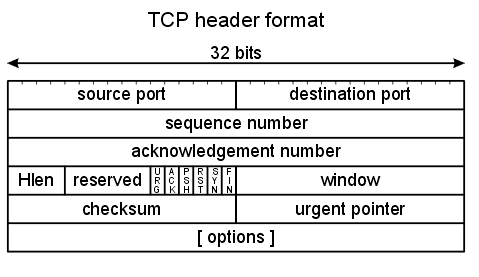 TCP header format
32 bits
source port destination port
sequence number
acknowledgement number
Hlen reserved URG ACK PSH RST SYN FIN window
checksum urgent pointer
[ options ]